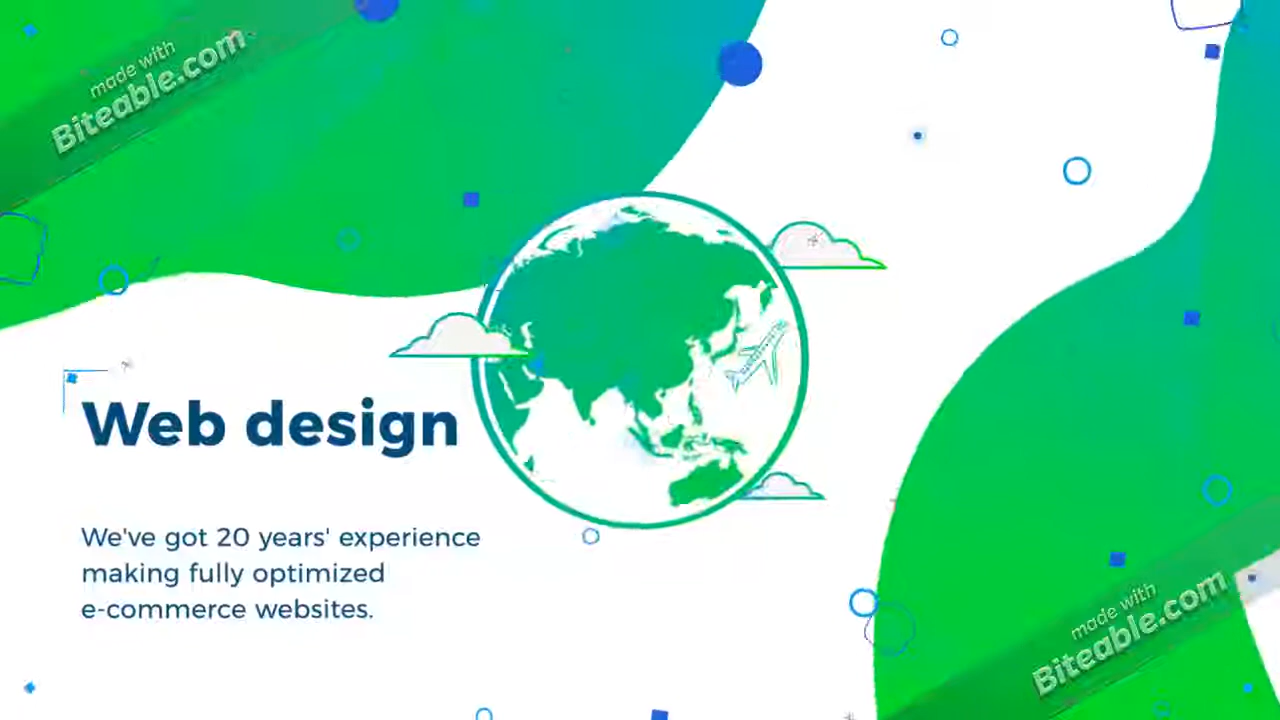 made with
Biteable.com
Web design
We've got 20 years' experience
making fully optimized
e-commerce websites.
made with
Biteable.com